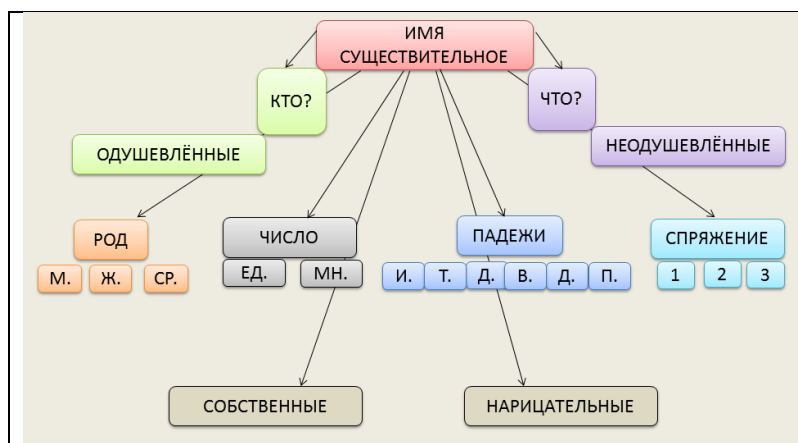 ИМЯ
СУЩЕСТВИТЕЛЬНОЕ
КТО?
ЧТО?
ОДУШЕВЛЁННЫЕ
НЕОДУШЕВЛЁННЫЕ
РОД
ЧИСЛО
ПАДЕЖИ
СПРЯЖЕНИЕ
М. Ж. СР.
ЕД. МН.
И. Т. Д. В. Д. П.
1 2 3
СОБСТВЕННЫЕ
НАРИЦАТЕЛЬНЫЕ